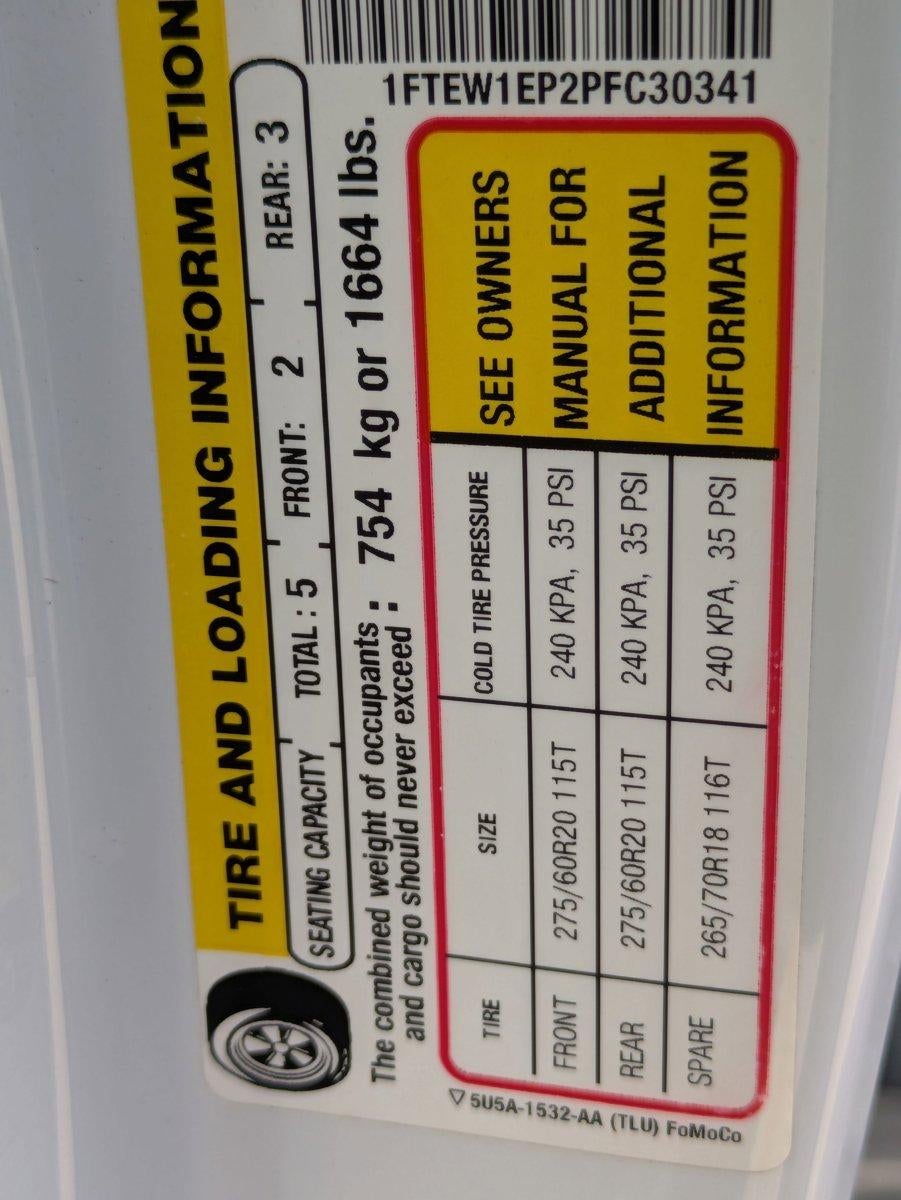 TIRE AND LOADING INFORMATION
SEATING CAPACITY TOTAL : 5 FRONT: 2 REAR: 3
The combined weight of occupants :
and cargo should never exceed :
754 kg or 1664 lbs.
1FTEW1EP2PFC30341
TIRE SIZE COLD TIRE PRESSURE
FRONT 275/60R20 115T 240 KPA, 35 PSI
REAR 275/60R20 115T 240 KPA, 35 PSI
SPARE 265/70R18 116T 240 KPA, 35 PSI
SEE OWNERS
MANUAL FOR
ADDITIONAL
INFORMATION
5U5A-1532-AA (TLU) FoMoCo